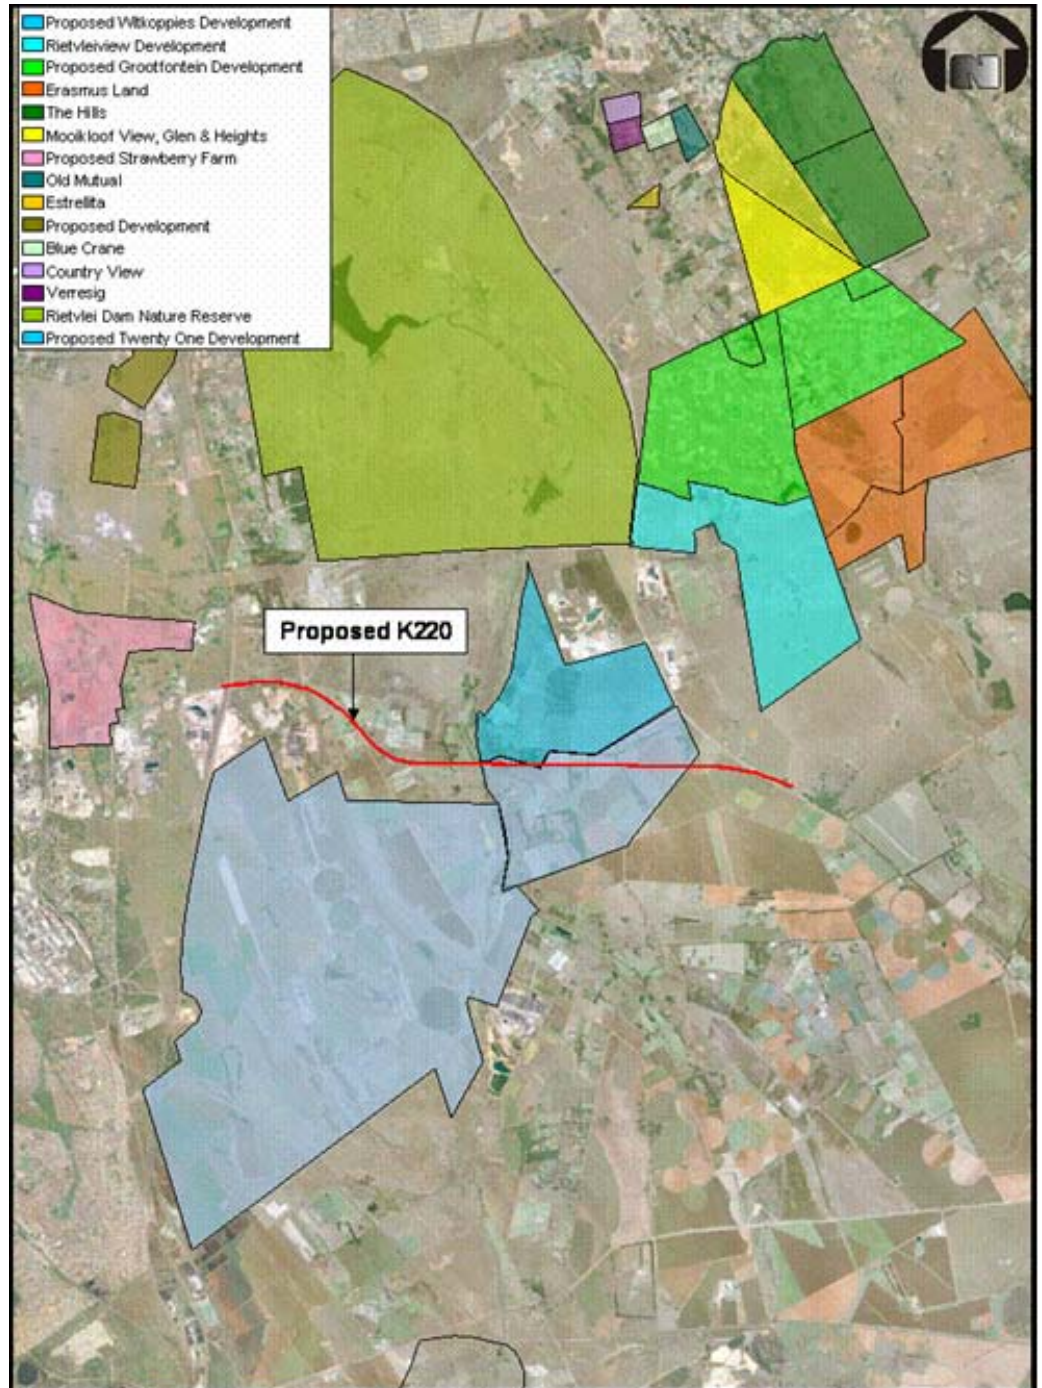 Proposed Witkoppies Development
Rietvleiview Development
Proposed Grootfontein Development
Erasmus Land
The Hills
Mooikloof View, Glen & Heights
Proposed Strawberry Farm
Old Mutual
Estrellita
Proposed Development
Blue Crane
Country View
Verresig
Rietvlei Dam Nature Reserve
Proposed Twenty One Development
N
Proposed K220